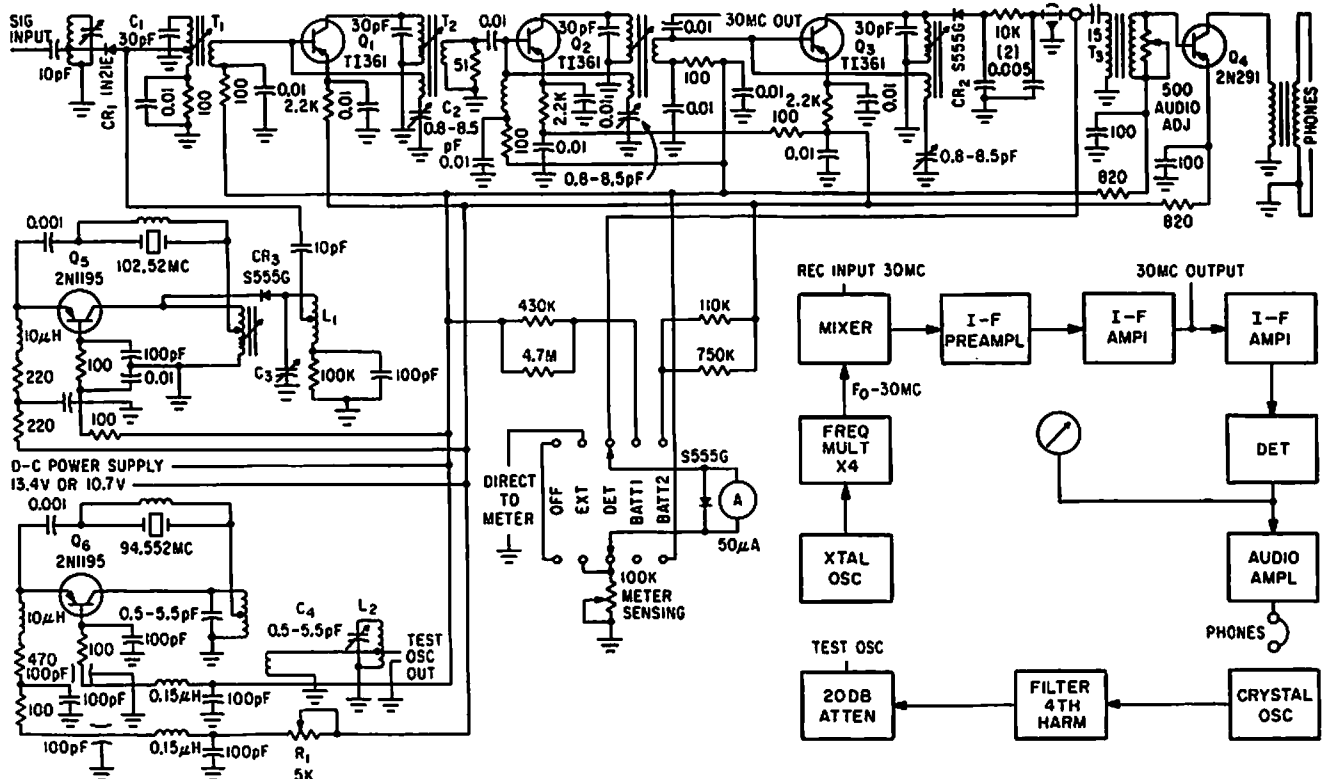 SIG
INPUT
10pF
C1
30pF
CR1 IN21E
T1
0.01
100
100
0.01
2.2K
30pF
Q1
TI361
0.01
T2
0.01
51
C2
0.8-8.5
pF
0.01
100
30pF
Q2
TI361
2.2K
0.01
0.01
0.8-8.5pF
30MC OUT
0.01
100
0.01
0.01
2.2K
100
0.01
30pF
Q3
TI361
0.8-8.5pF
CR2 S555G
10K
(2)
0.005
15
T3
500
AUDIO
ADJ
100
100
Q4
2N291
PHONES
820
820
0.001
Q5
2N1195
102.52MC
CR3
S555G
10pF
L1
10μH
100
100pF
0.01
C3
100K
100pF
220
220
100
430K
4.7M
110K
750K
D-C POWER SUPPLY
13.4V OR 10.7V
DIRECT
TO
METER
OFF
EXT
DET
BATT1
BATT2
S555G
A
50μA
100K
METER
SENSING
0.001
Q6
2N1195
94.552MC
10μH
100
0.5-5.5pF
100pF
470
100pF
100pF
0.15μH
100pF
100
100pF
0.15μH
100pF
R1
5K
C4
0.5-5.5pF
L2
TEST
OSC
OUT
REC INPUT 30MC
30MC OUTPUT
MIXER
I-F
PREAMPL
I-F
AMPI
I-F
AMPI
FO-30MC
FREQ
MULT
X4
DET
XTAL
OSC
AUDIO
AMPL
PHONES
TEST OSC
20DB
ATTEN
FILTER
4TH
HARM
CRYSTAL
OSC